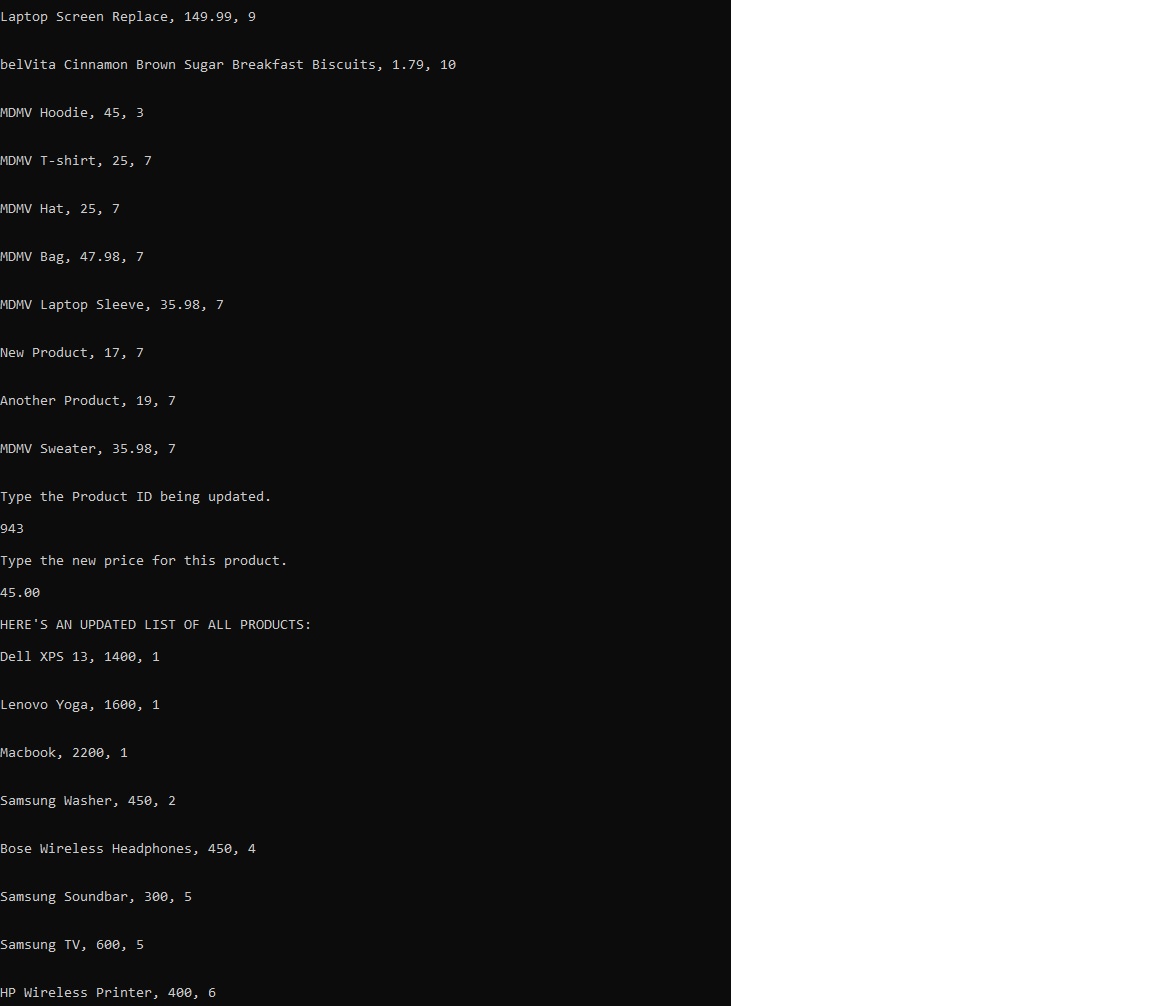 Laptop Screen Replace, 149.99, 9
belVita Cinnamon Brown Sugar Breakfast Biscuits, 1.79, 10
MDMV Hoodie, 45, 3
MDMV T-shirt, 25, 7
MDMV Hat, 25, 7
MDMV Bag, 47.98, 7
MDMV Laptop Sleeve, 35.98, 7
New Product, 17, 7
Another Product, 19, 7
MDMV Sweater, 35.98, 7
Type the Product ID being updated.
943
Type the new price for this product.
45.00
HERE'S AN UPDATED LIST OF ALL PRODUCTS:
Dell XPS 13, 1400, 1
Lenovo Yoga, 1600, 1
Macbook, 2200, 1
Samsung Washer, 450, 2
Bose Wireless Headphones, 450, 4
Samsung Soundbar, 300, 5
Samsung TV, 600, 5
HP Wireless Printer, 400, 6